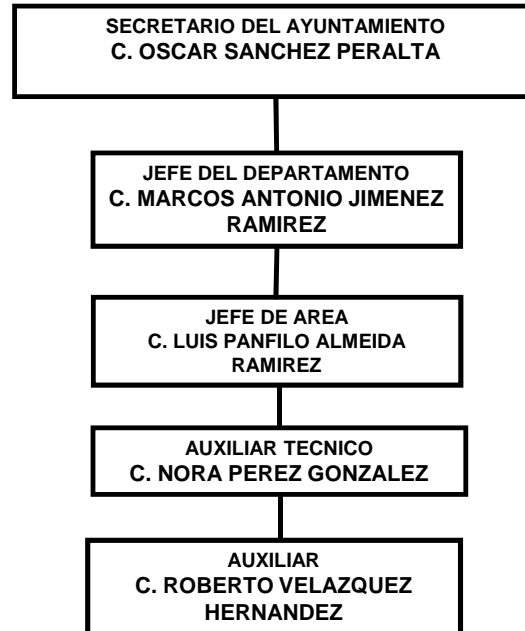 SECRETARIO DEL AYUNTAMIENTO
C. OSCAR SANCHEZ PERALTA
JEFE DEL DEPARTAMENTO
C. MARCOS ANTONIO JIMENEZ
RAMIREZ
JEFE DE AREA
C. LUIS PANFILO ALMEIDA
RAMIREZ
AUXILIAR TECNICO
C. NORA PEREZ GONZALEZ
AUXILIAR
C. ROBERTO VELAZQUEZ
HERNANDEZ